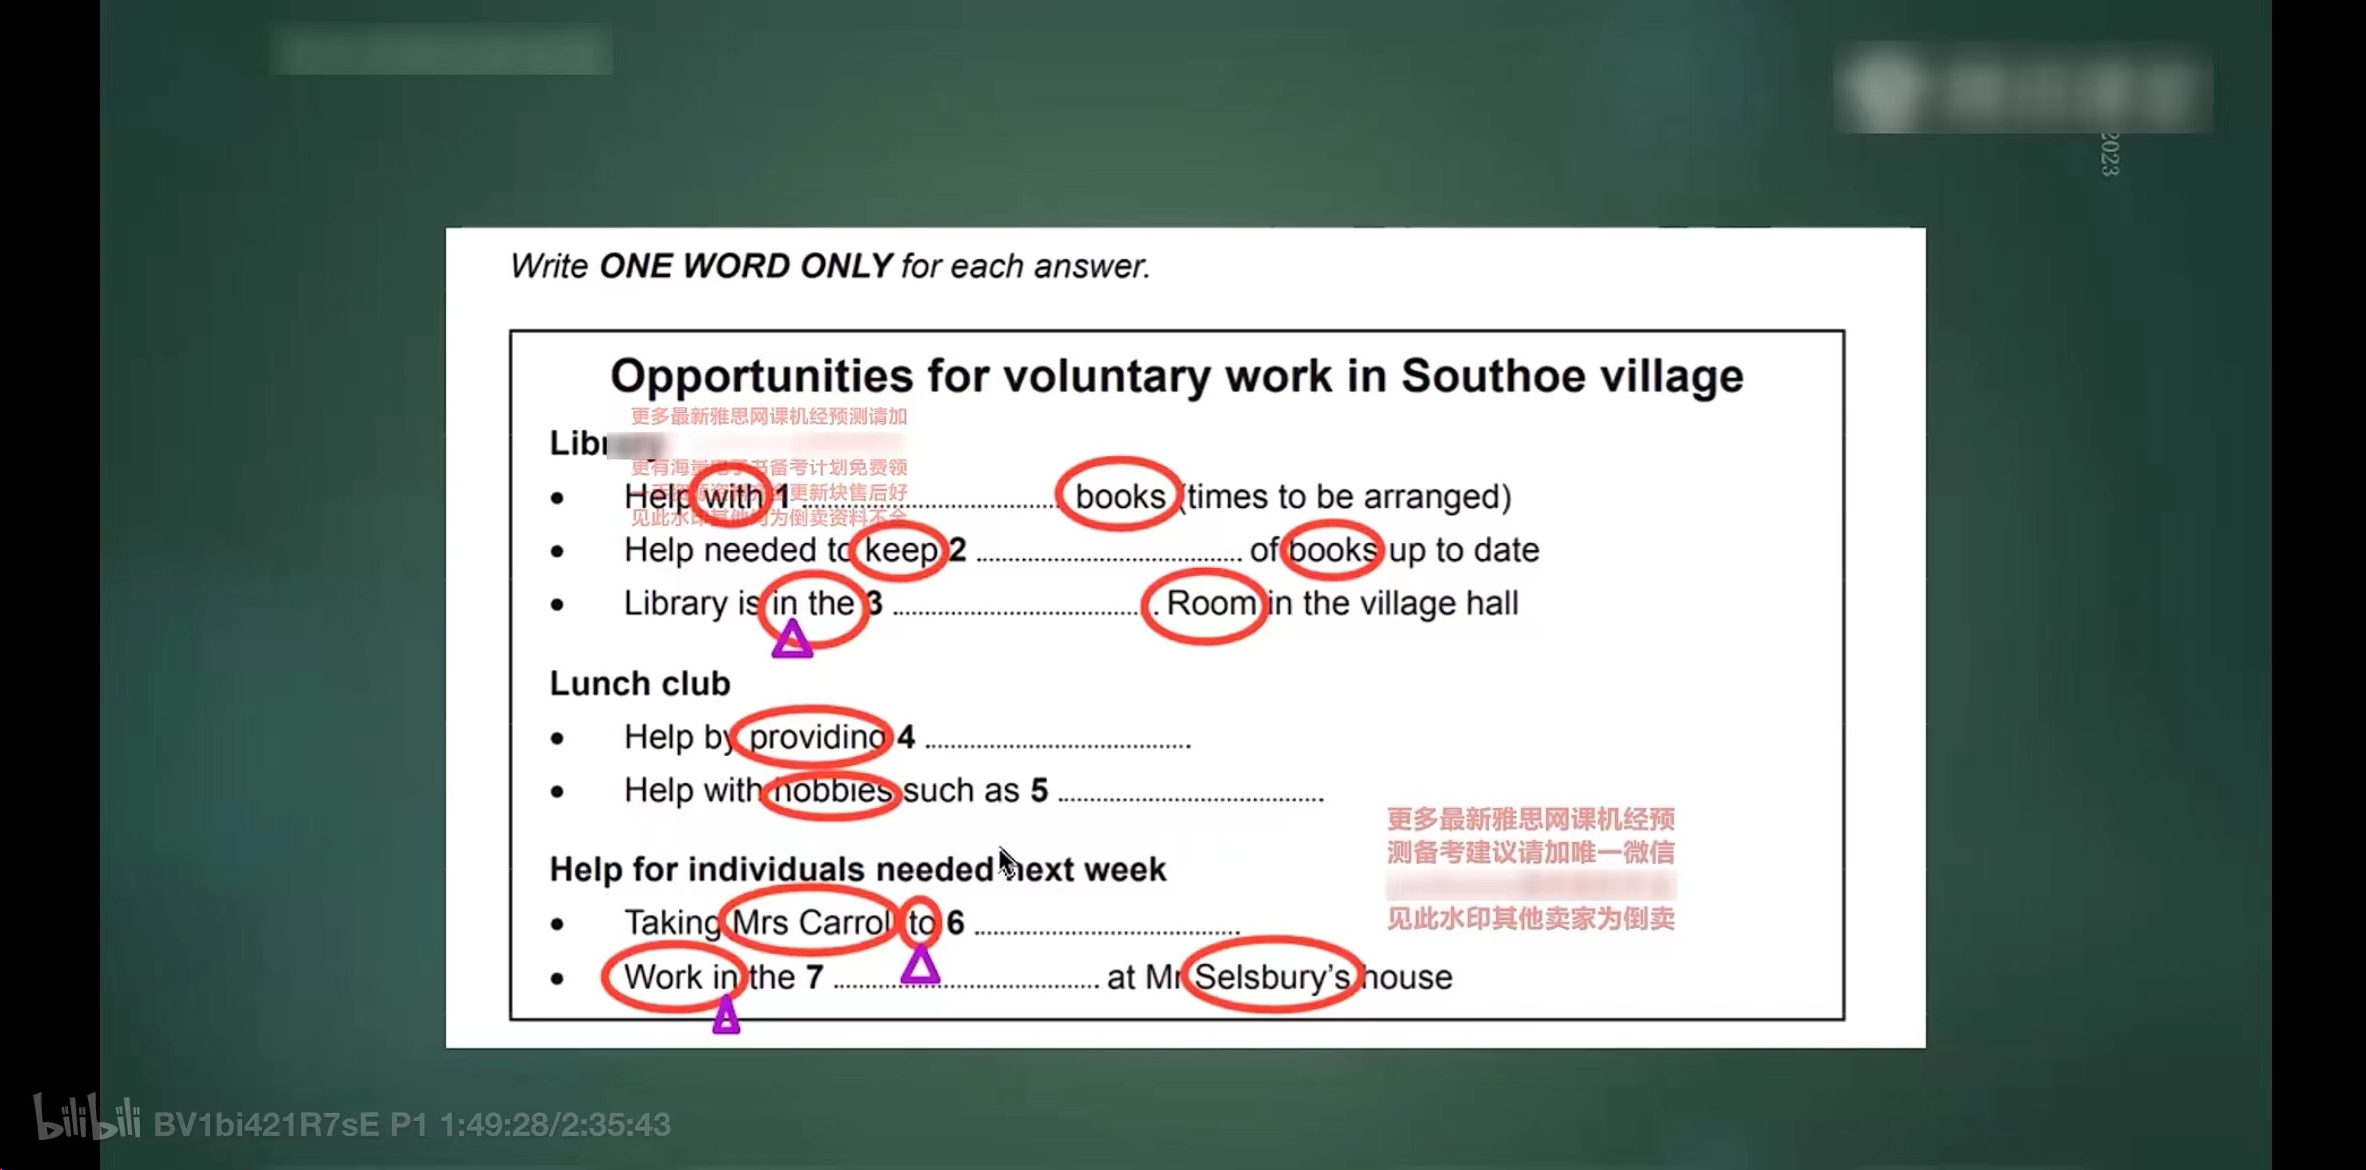 2023
Write ONE WORD ONLY for each answer.
Opportunities for voluntary work in Southoe village
更多最新雅思网课机经预测请加
Library
更有海量电子书备考计划免费领
Help with 1 .................... books (times to be arranged)
更新块售后好
见此水印其他均为倒卖资料不全
Help needed to keep 2 .................... of books up to date
Library is in the 3 .................... Room in the village hall
Lunch club
Help by providing 4 ....................
Help with hobbies such as 5 ....................
更多最新雅思网课机经预
测备考建议请加唯一微信
见此水印其他卖家为倒卖
Help for individuals needed next week
Taking Mrs Carroll to 6 ....................
Work in the 7 .................... at Mr Selsbury's house
bilibili BV1bi421R7sE P1 1:49:28/2:35:43